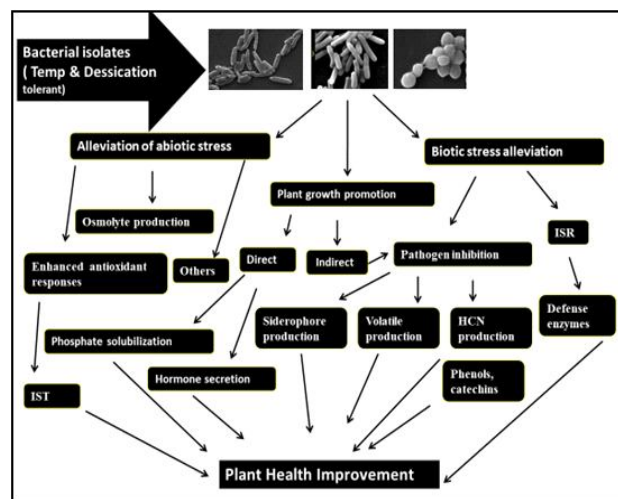 Bacterial isolates
( Temp & Dessication
tolerant)
Alleviation of abiotic stress
Biotic stress alleviation
Plant growth promotion
Osmolyte production
ISR
Enhanced antioxidant
responses
Others
Direct
Indirect
Pathogen inhibition
Siderophore
production
Volatile
production
HCN
production
Defense
enzymes
Phosphate solubilization
Hormone secretion
Phenols,
catechins
IST
Plant Health Improvement